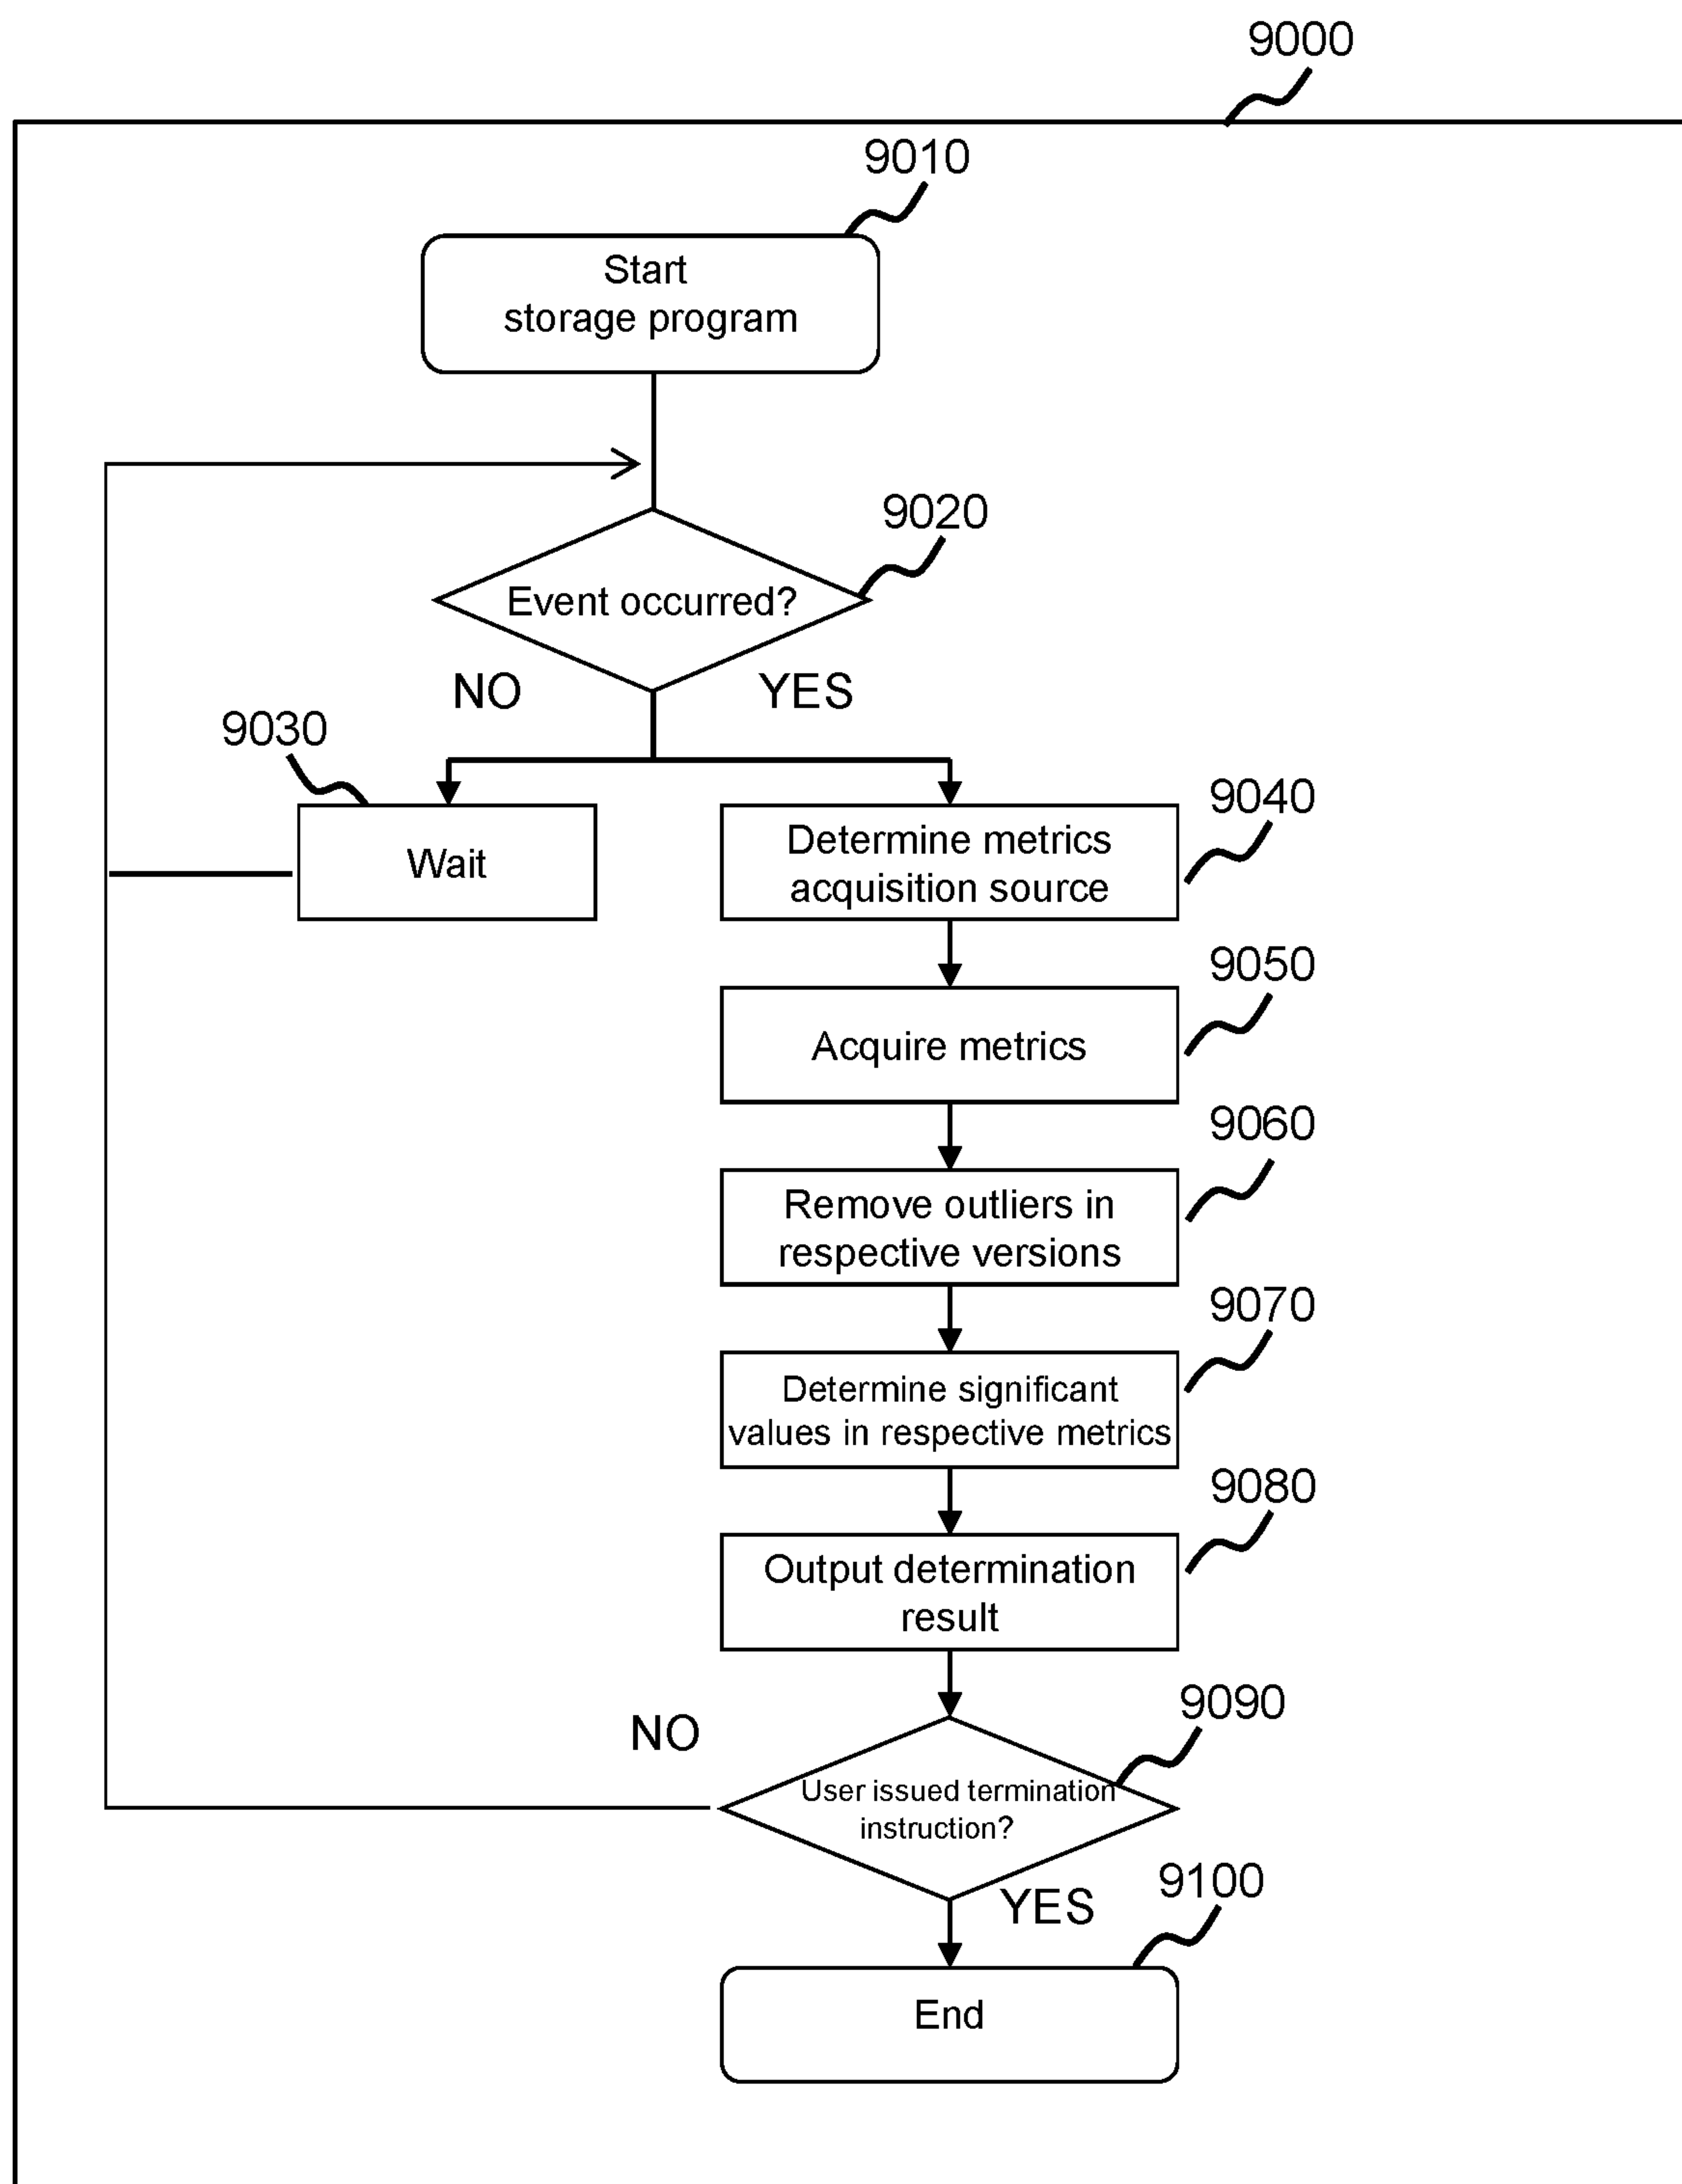 9000
9010
Start
storage program
9020
Event occurred?
NO
YES
9030
Wait
9040
Determine metrics
acquisition source
9050
Acquire metrics
9060
Remove outliers in
respective versions
9070
Determine significant
values in respective metrics
9080
Output determination
result
9090
NO
User issued termination
instruction?
YES
9100
End